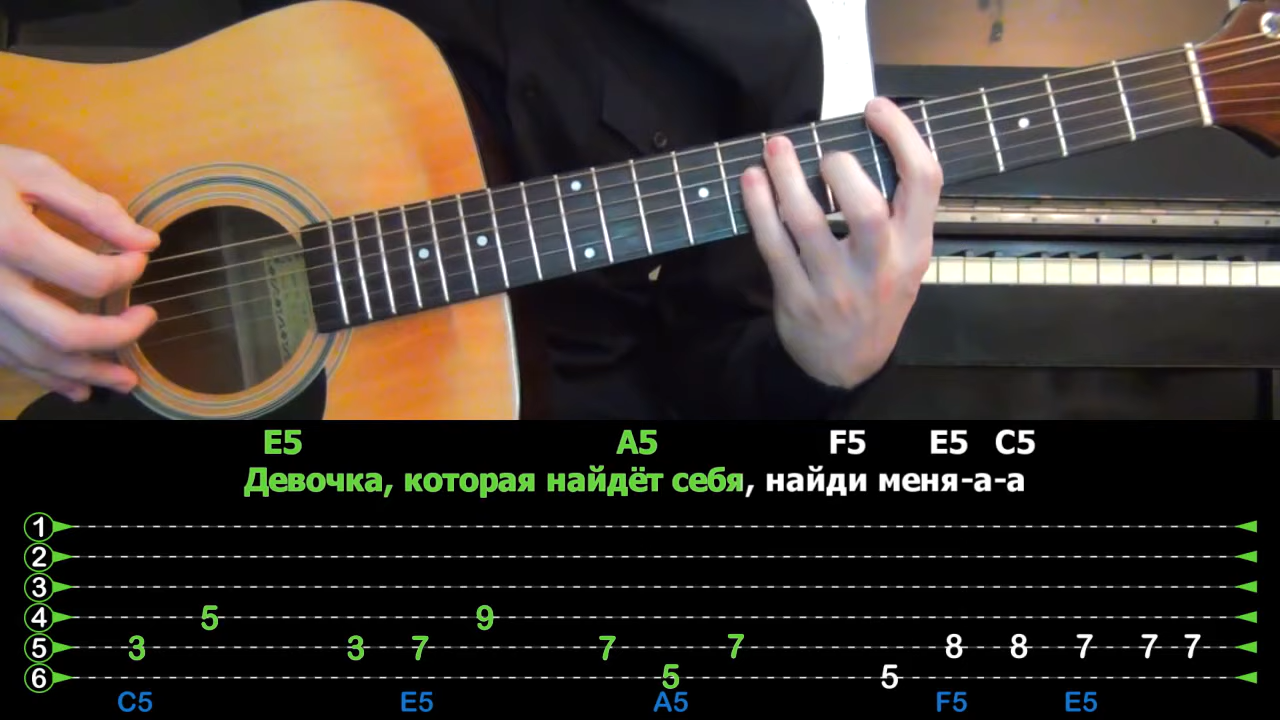 E5 A5 F5 E5 C5
Девочка, которая найдёт себя, найди меня-а-а
1
2
3
4 5 9
5 3 3 7 7 7 8 8 7 7 7
6 5 5
C5 E5 A5 F5 E5